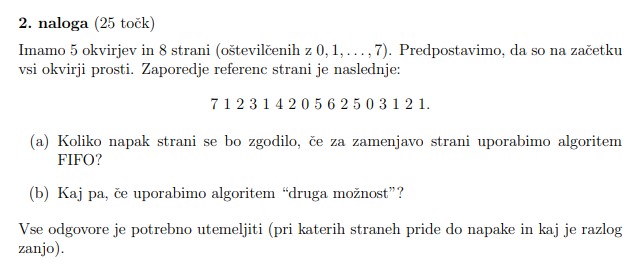 2. naloga (25 točk)
Imamo 5 okvirjev in 8 strani (oštevilčenih z 0, 1, . . . , 7). Predpostavimo, da so na začetku
vsi okvirji prosti. Zaporedje referenc strani je naslednje:
7 1 2 3 1 4 2 0 5 6 2 5 0 3 1 2 1.
(a) Koliko napak strani se bo zgodilo, če za zamenjavo strani uporabimo algoritem
FIFO?
(b) Kaj pa, če uporabimo algoritem “druga možnost”?
Vse odgovore je potrebno utemeljiti (pri katerih straneh pride do napake in kaj je razlog
zanjo).